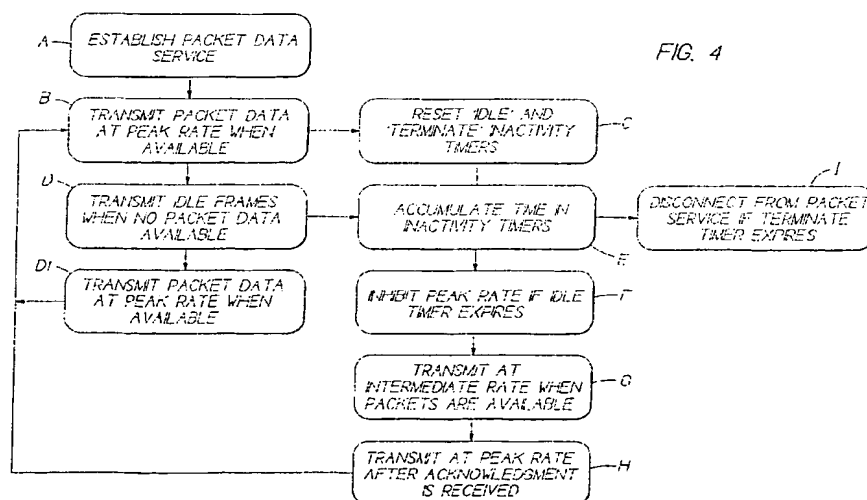 FIG. 4
A
ESTABLISH PACKET DATA
SERVICE
B
TRANSMIT PACKET DATA
AT PEAK RATE WHEN
AVAILABLE
RESET 'IDLE' AND
'TERMINATE' INACTIVITY
TIMERS
C
D
TRANSMIT IDLE FRAMES
WHEN NO PACKET DATA
AVAILABLE
ACCUMULATE TIME IN
INACTIVITY TIMERS
E
I
DISCONNECT FROM PACKET
SERVICE IF TERMINATE
TIMER EXPRES
D1
TRANSMIT PACKET DATA
AT PEAK RATE WHEN
AVAILABLE
INHIBIT PEAK RATE IF IDLE
TIMER EXPIRES
F
TRANSMIT AT
INTERMEDIATE RATE WHEN
PACKETS ARE AVAILABLE
G
TRANSMIT AT PEAK RATE
AFTER ACKNOWLEDSMENT
IS RECEIVED
H